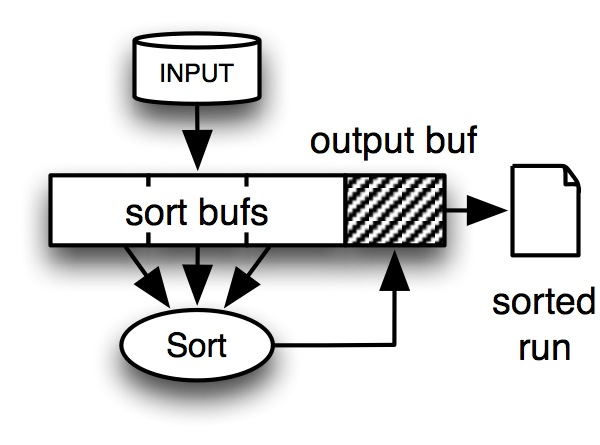 INPUT
output buf
sort bufs
Sort
sorted
run